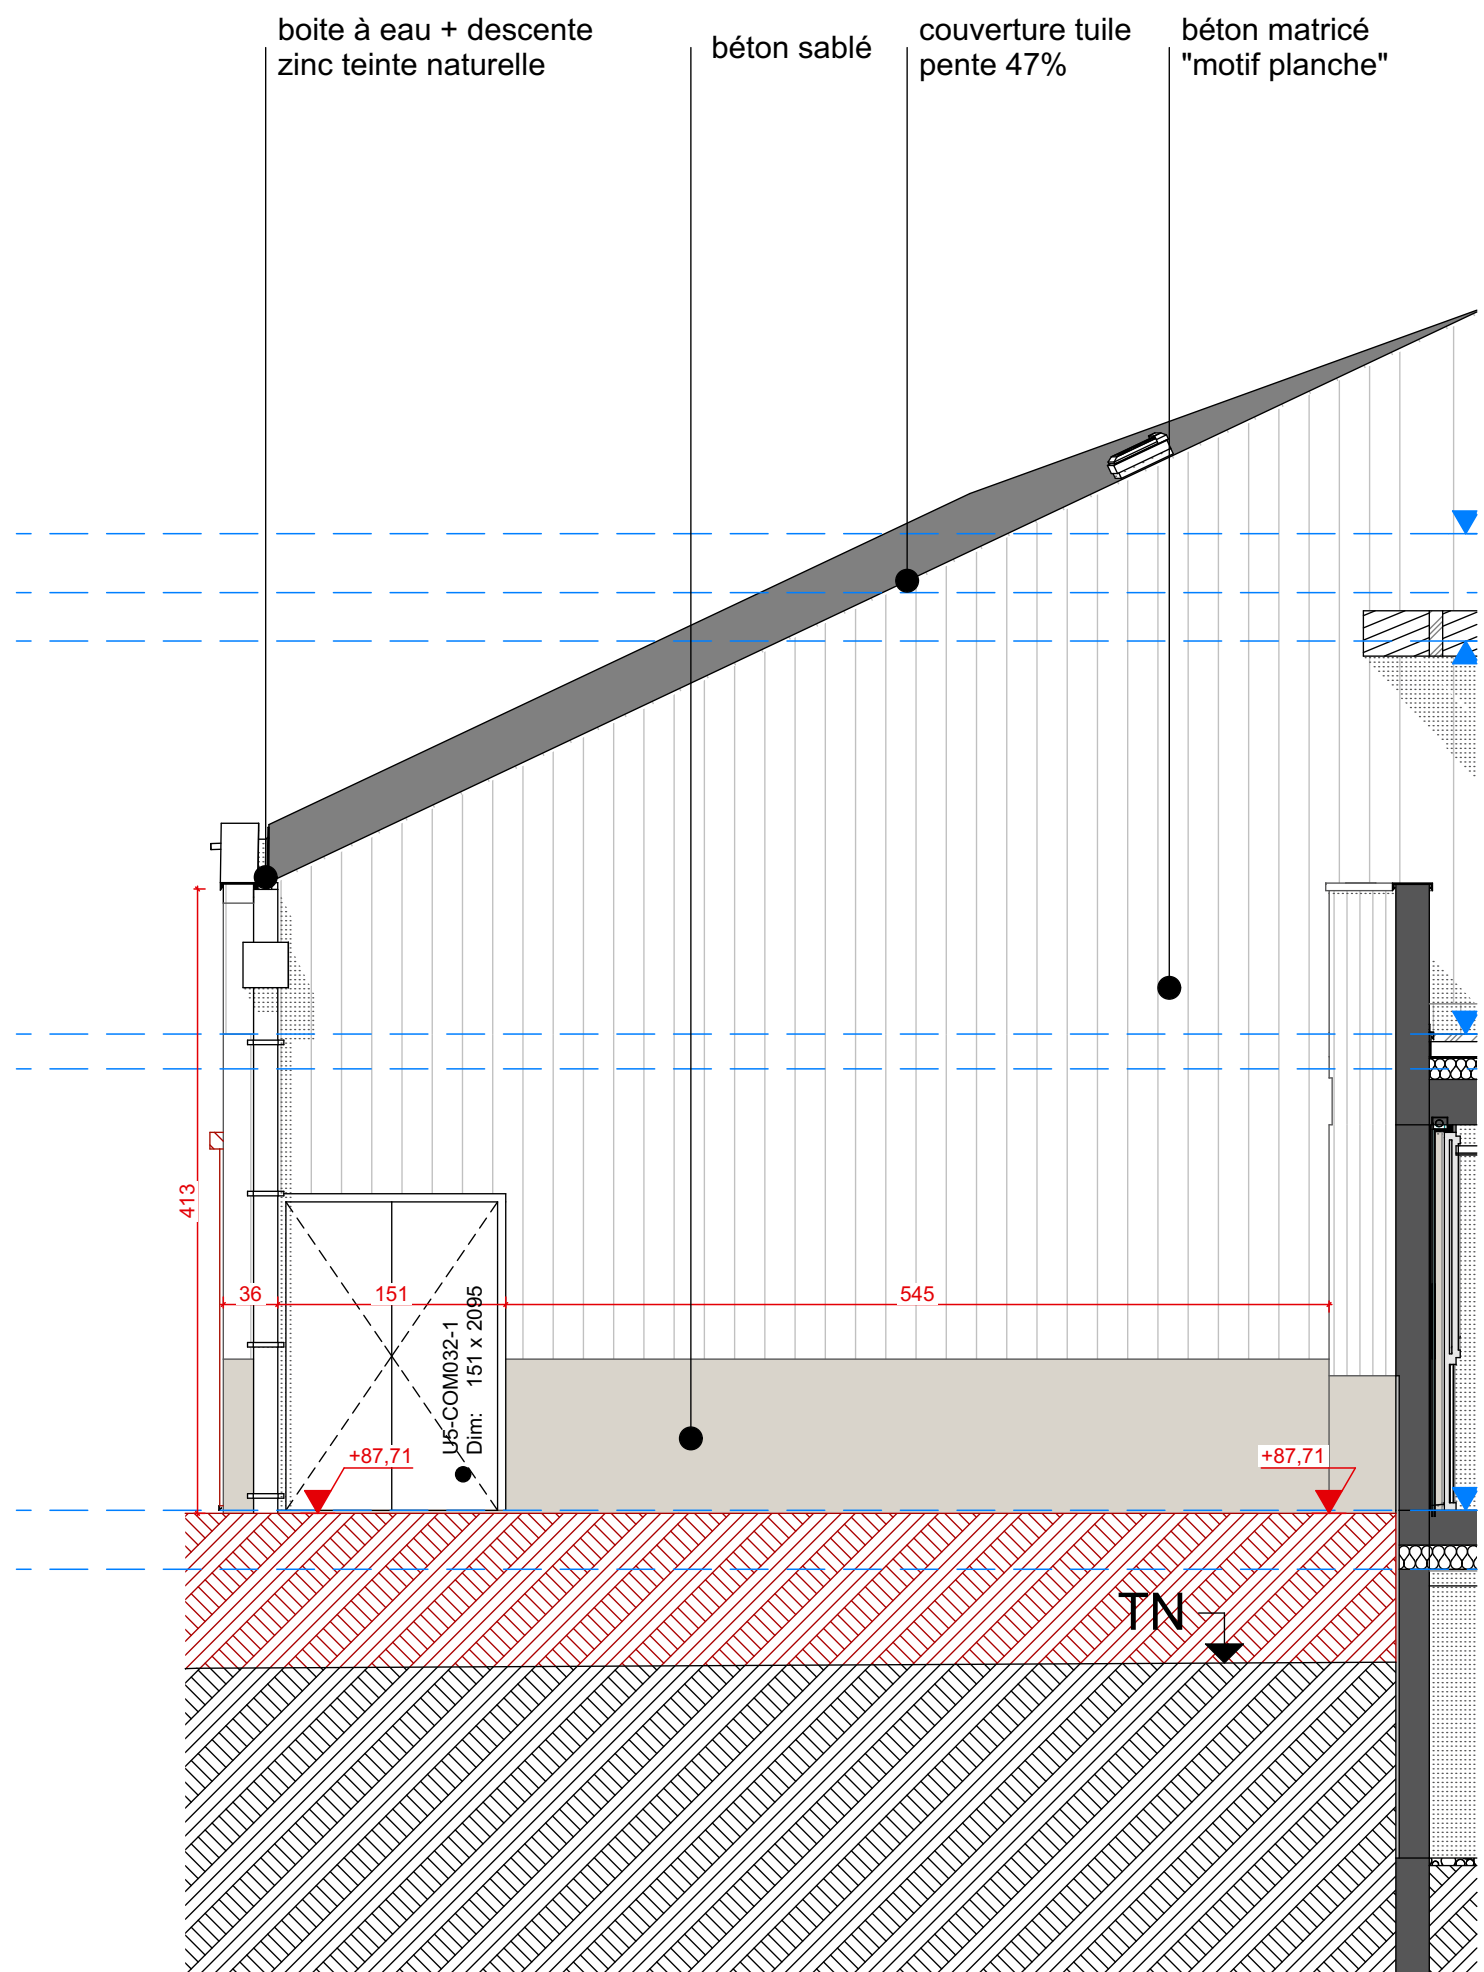 boite à eau + descente
zinc teinte naturelle
béton sablé
couverture tuile
pente 47%
béton matricé
"motif planche"
413
36
151
545
U5-COM032-1
Dim: 151 x 2095
+87,71
+87,71
TN